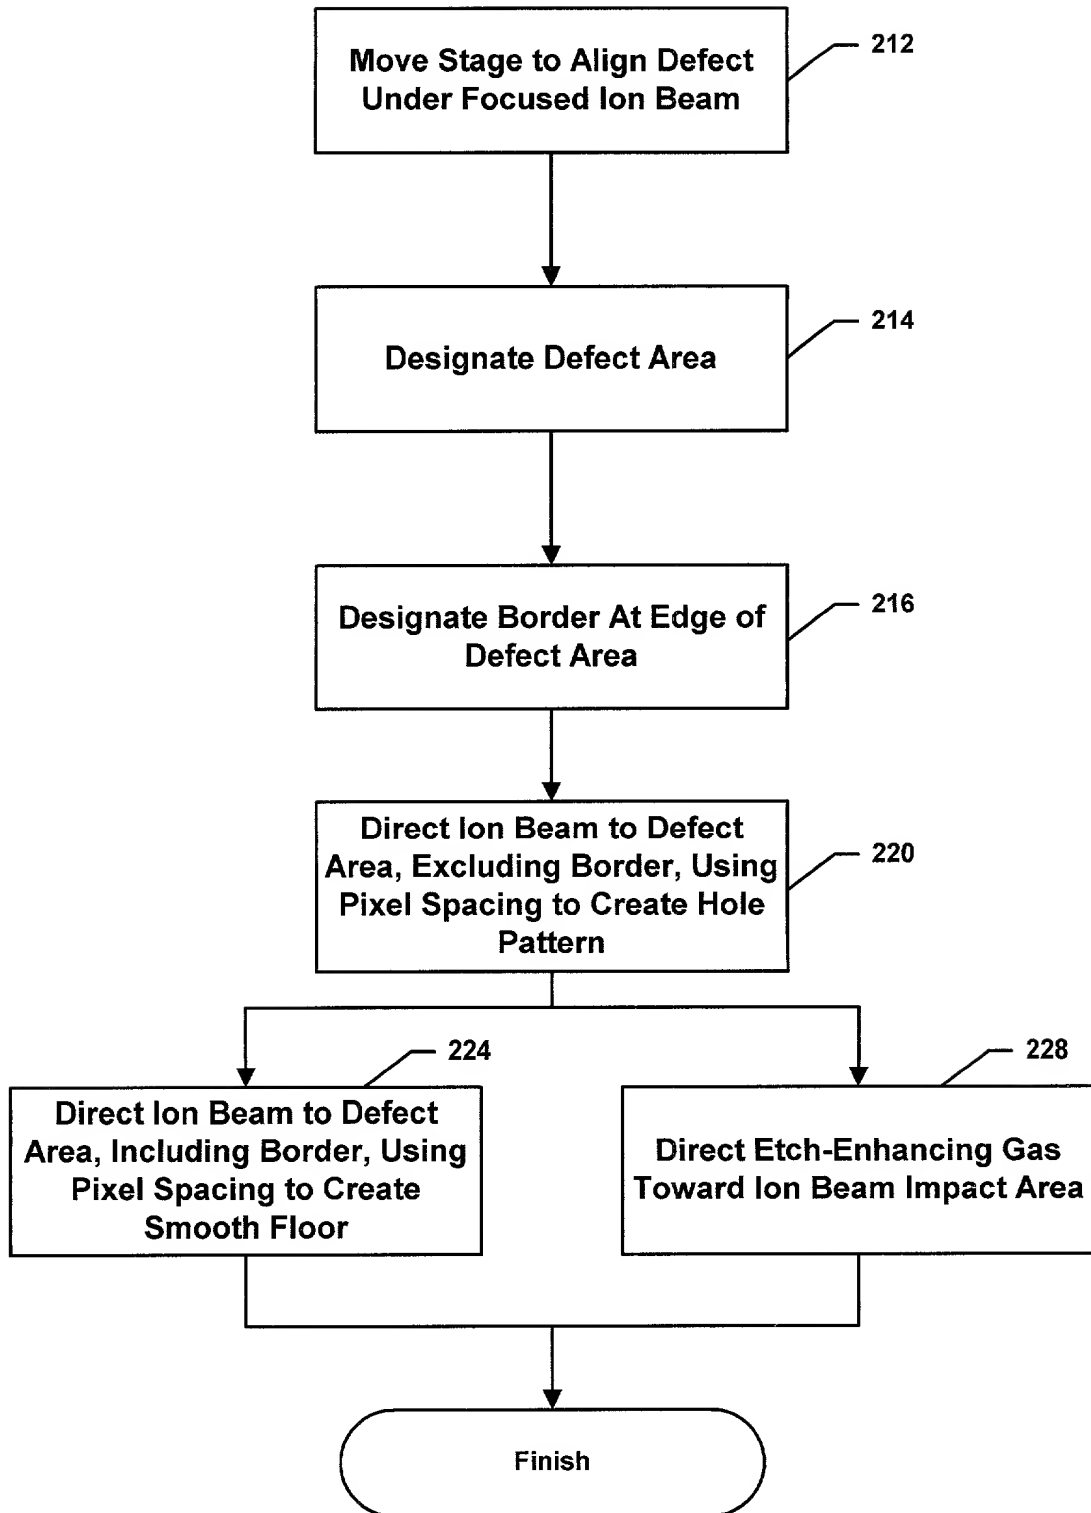 Move Stage to Align Defect
Under Focused Ion Beam
212
Designate Defect Area
214
Designate Border At Edge of
Defect Area
216
Direct Ion Beam to Defect
Area, Excluding Border, Using
Pixel Spacing to Create Hole
Pattern
220
224
Direct Ion Beam to Defect
Area, Including Border, Using
Pixel Spacing to Create
Smooth Floor
228
Direct Etch-Enhancing Gas
Toward Ion Beam Impact Area
Finish